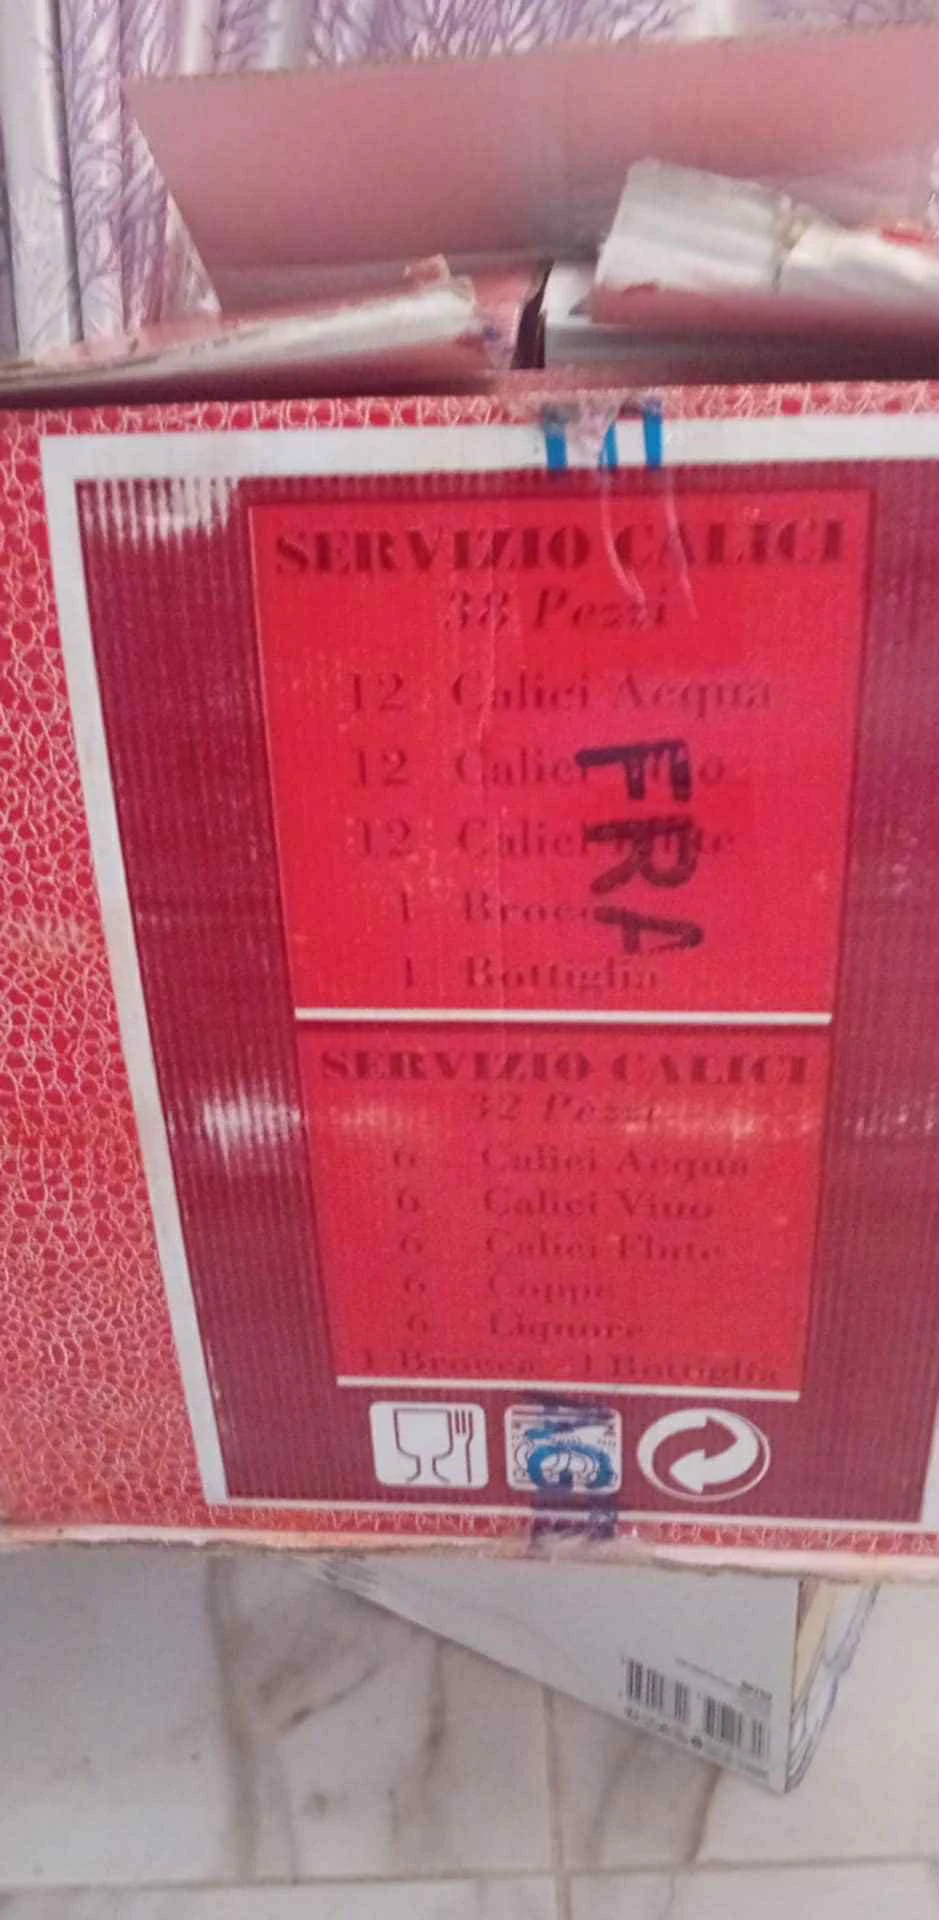 SERVIZIO CALICI
38 Pezzi
12 Calici Acqua
12 Calici
12 Calici
1
1 Bottiglia
FRA
SERVIZIO CALICI
32 Pezzi
6 Calici Acqua
6 Calici Vino
6 Calici Flute
6 Coppe
6 Liquore
1 Brocca - 1 Bottiglia